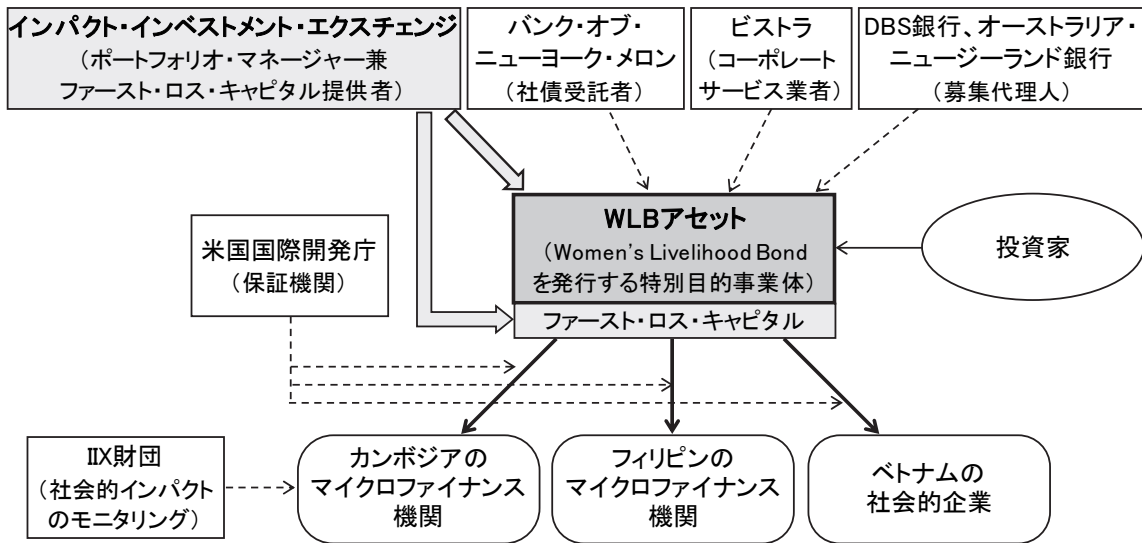 インパクト・インベストメント・エクスチェンジ
（ポートフォリオ・マネージャー兼
ファースト・ロス・キャピタル提供者）
バンク・オブ・
ニューヨーク・メロン
（社債受託者）
ビストラ
（コーポレート
サービス業者）
DBS銀行、オーストラリア・
ニュージーランド銀行
（募集代理人）
米国国際開発庁
（保証機関）
WLBアセット
（Women's Livelihood Bond
を発行する特別目的事業体）
ファースト・ロス・キャピタル
投資家
IIX財団
（社会的インパクト
のモニタリング）
カンボジアの
マイクロファイナンス
機関
フィリピンの
マイクロファイナンス
機関
ベトナムの
社会的企業